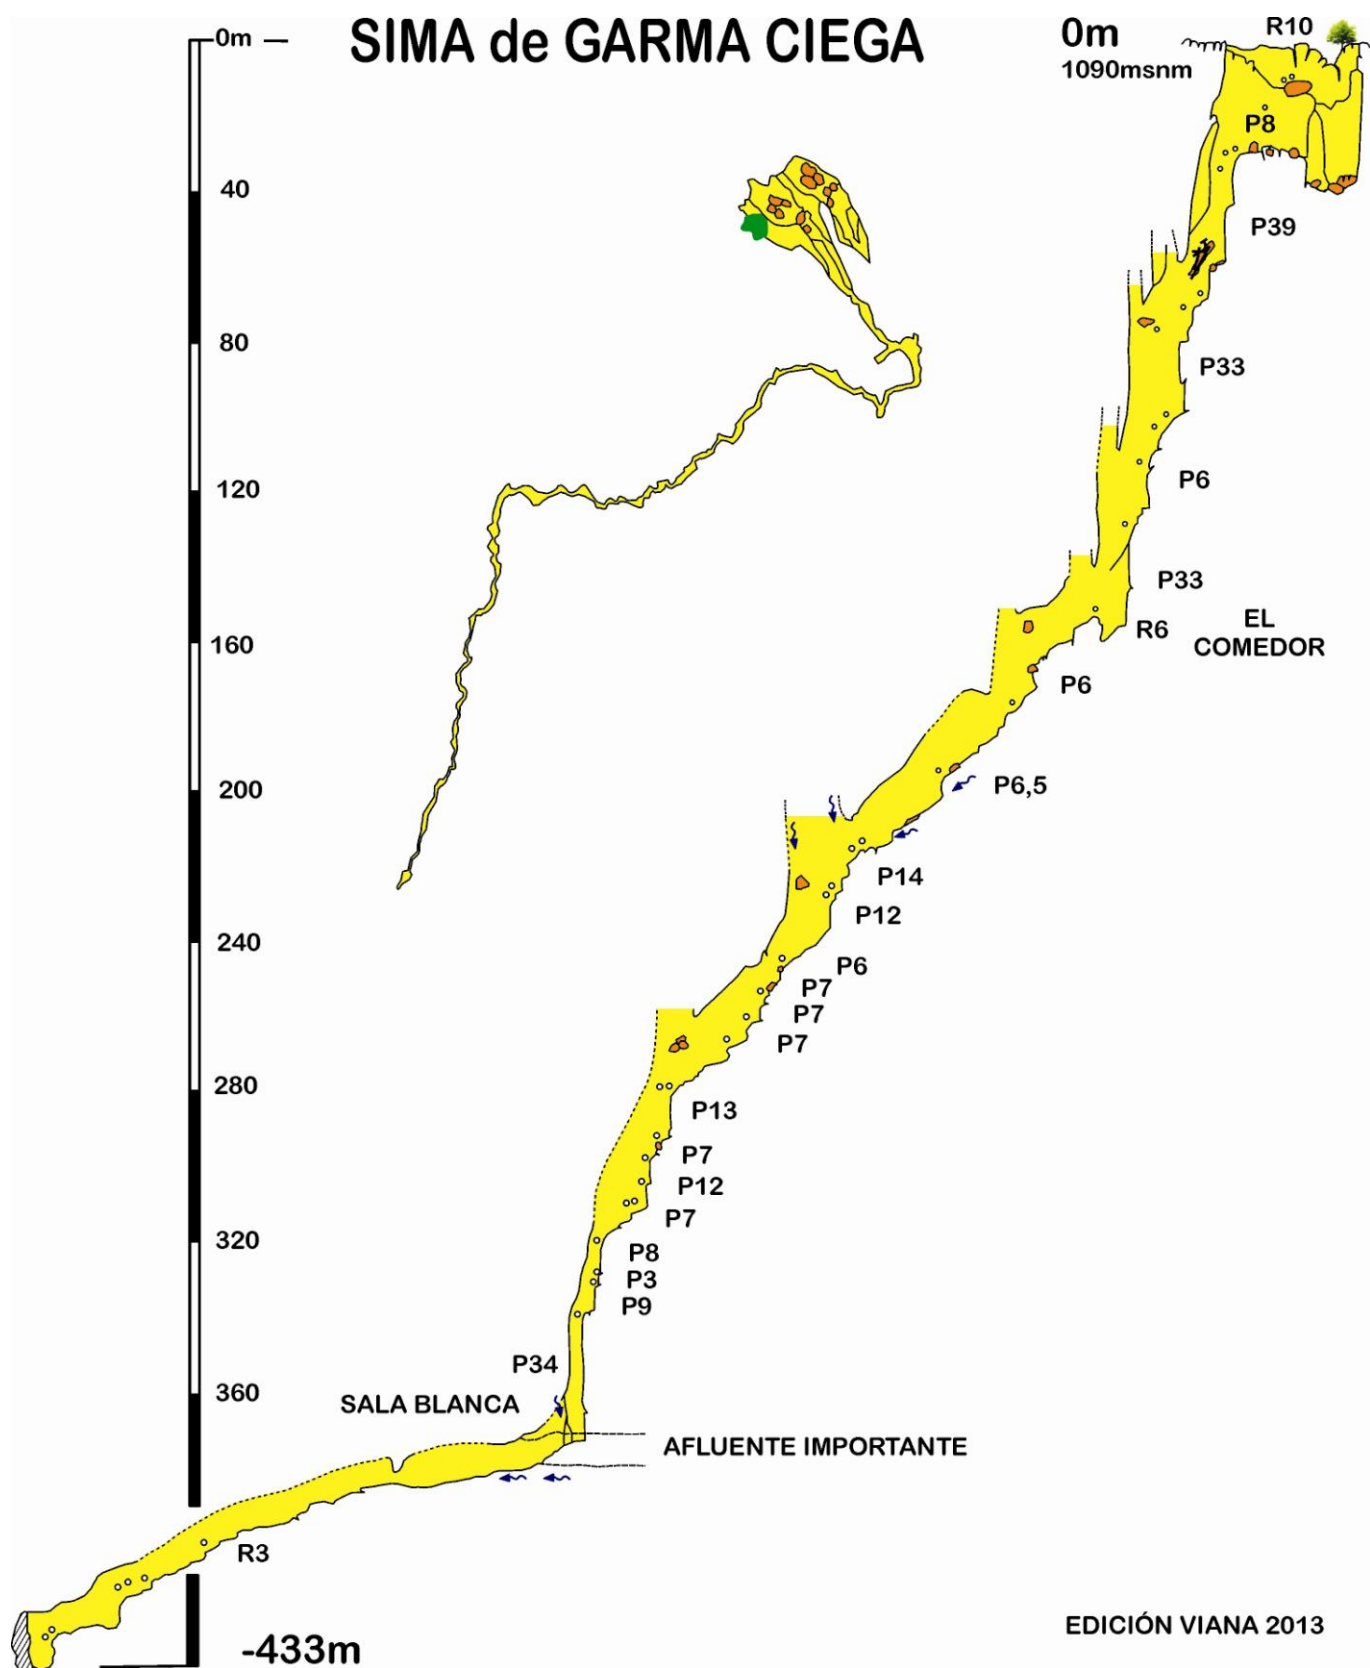 SIMA de GARMA CIEGA
0m
0m
1090msnm
R10
P8
40
P39
80
P33
120
P6
P33
R6
EL
COMEDOR
160
P6
200
P6,5
P14
P12
240
P6
P7
P7
P7
280
P13
P7
P12
P7
320
P8
P3
P9
P34
360
SALA BLANCA
AFLUENTE IMPORTANTE
R3
-433m
EDICIÓN VIANA 2013